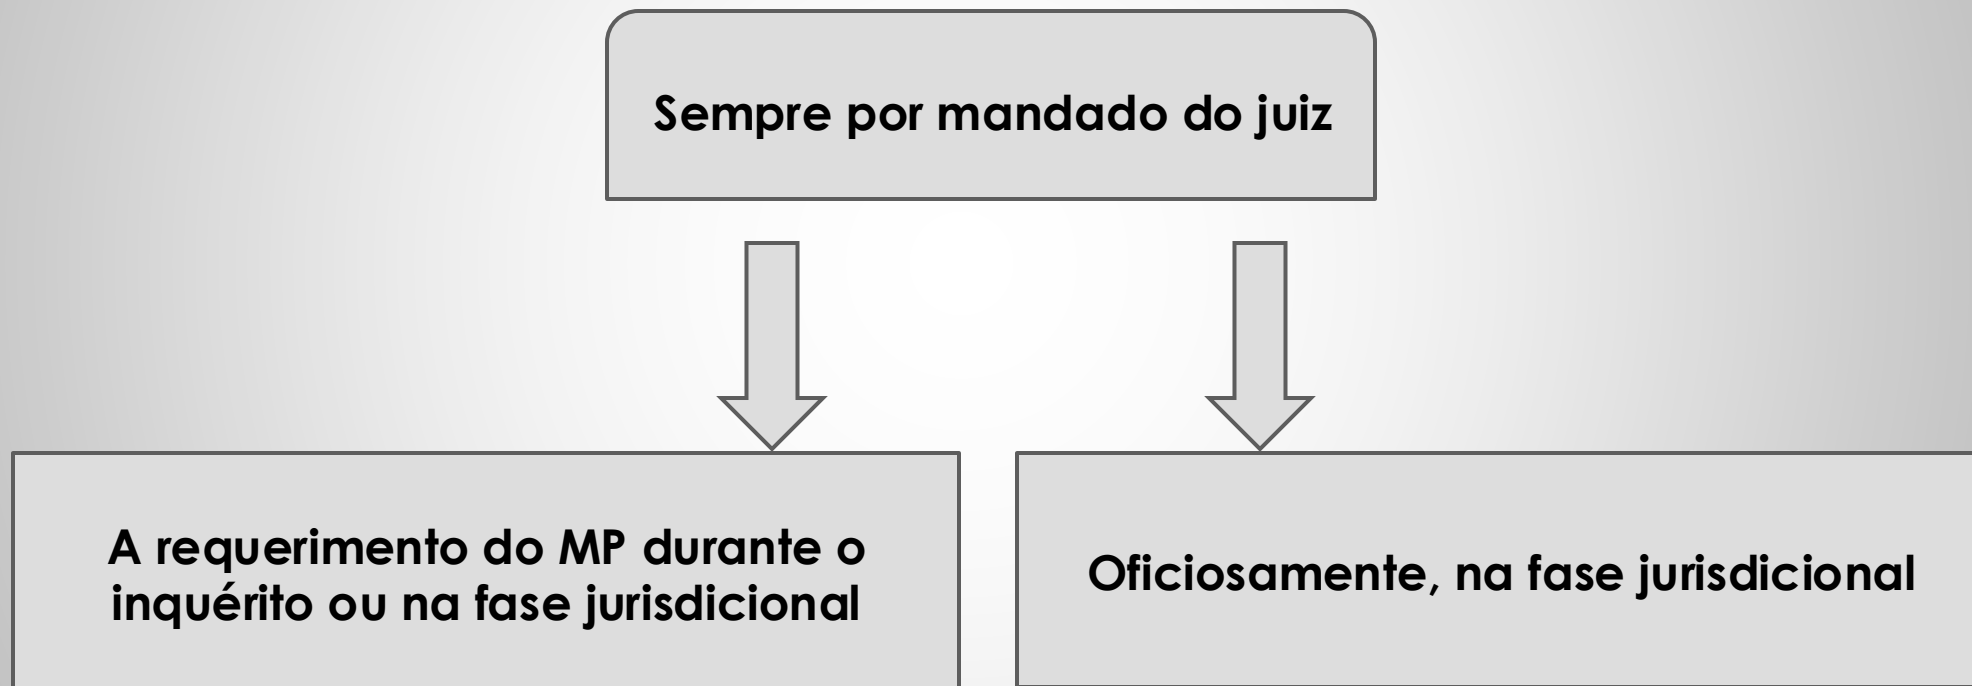 Sempre por mandado do juiz
A requerimento do MP durante o
inquérito ou na fase jurisdicional
Oficiosamente, na fase jurisdicional